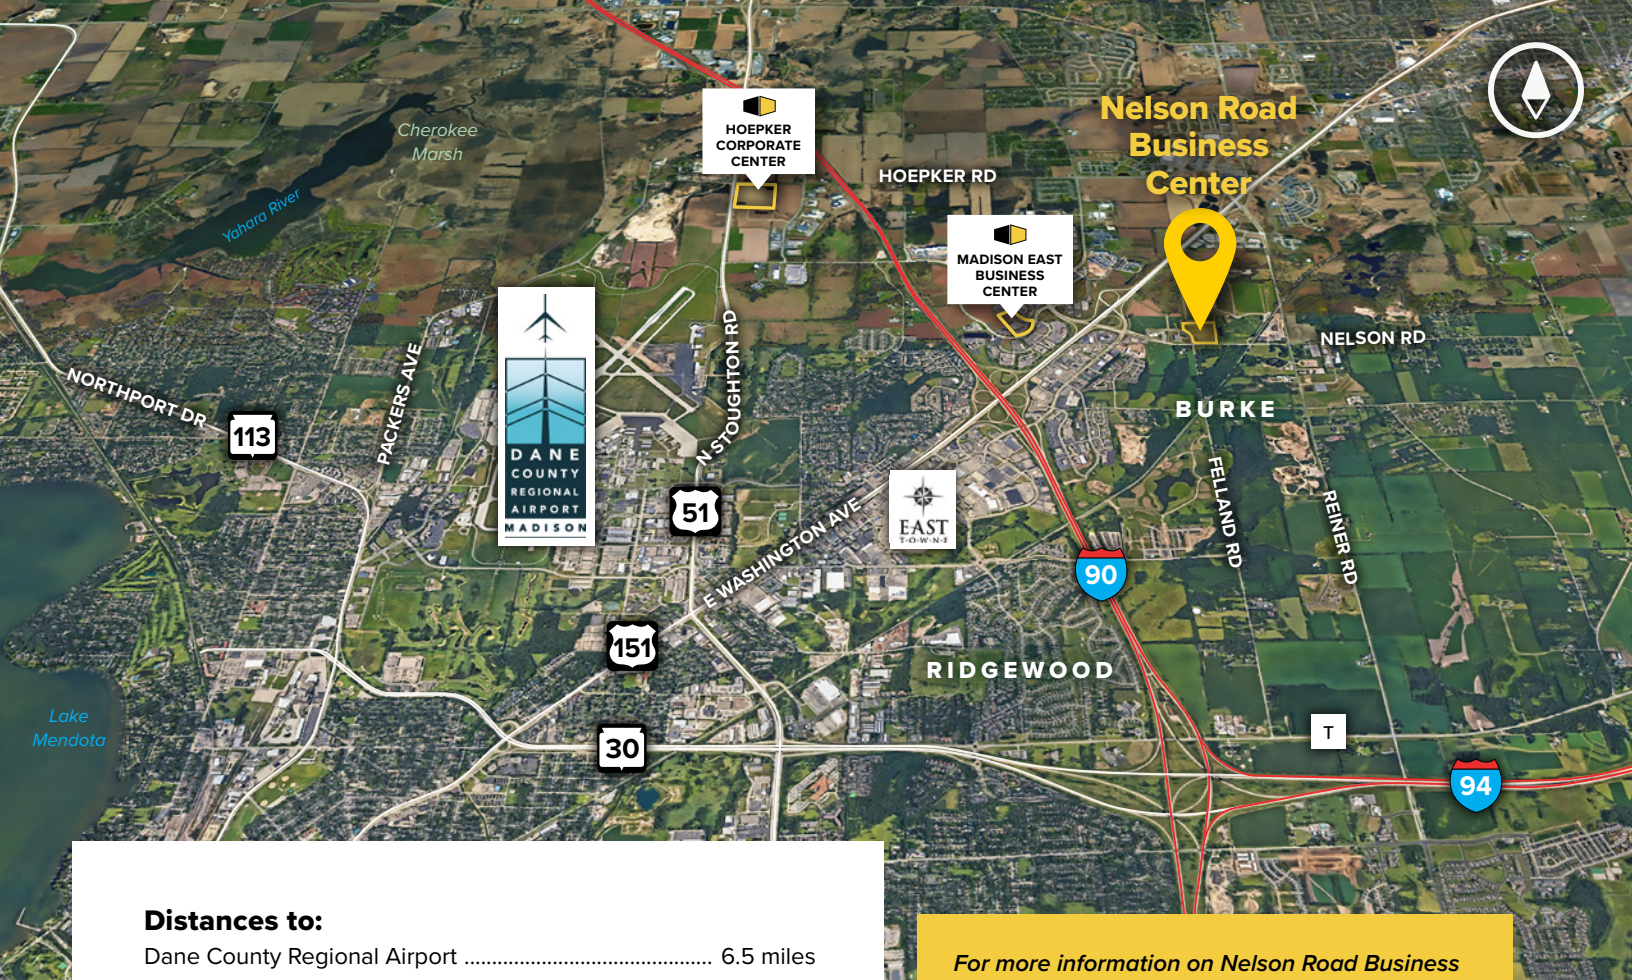 Cherokee
Marsh
Yahara River
HOEPKER
CORPORATE
CENTER
HOEPKER RD
Nelson Road
Business
Center
MADISON EAST
BUSINESS
CENTER
NELSON RD
N STOUGHTON RD
PACKERS AVE
NORTHPORT DR
113
DANE
COUNTY
REGIONAL
AIRPORT
MADISON
51
E WASHINGTON AVE
EAST
TOWNE
BURKE
FELLAND RD
REINER RD
90
151
RIDGEWOOD
Lake
Mendota
30
T
94
Distances to:
Dane County Regional Airport ......................................... 6.5 miles
For more information on Nelson Road Business